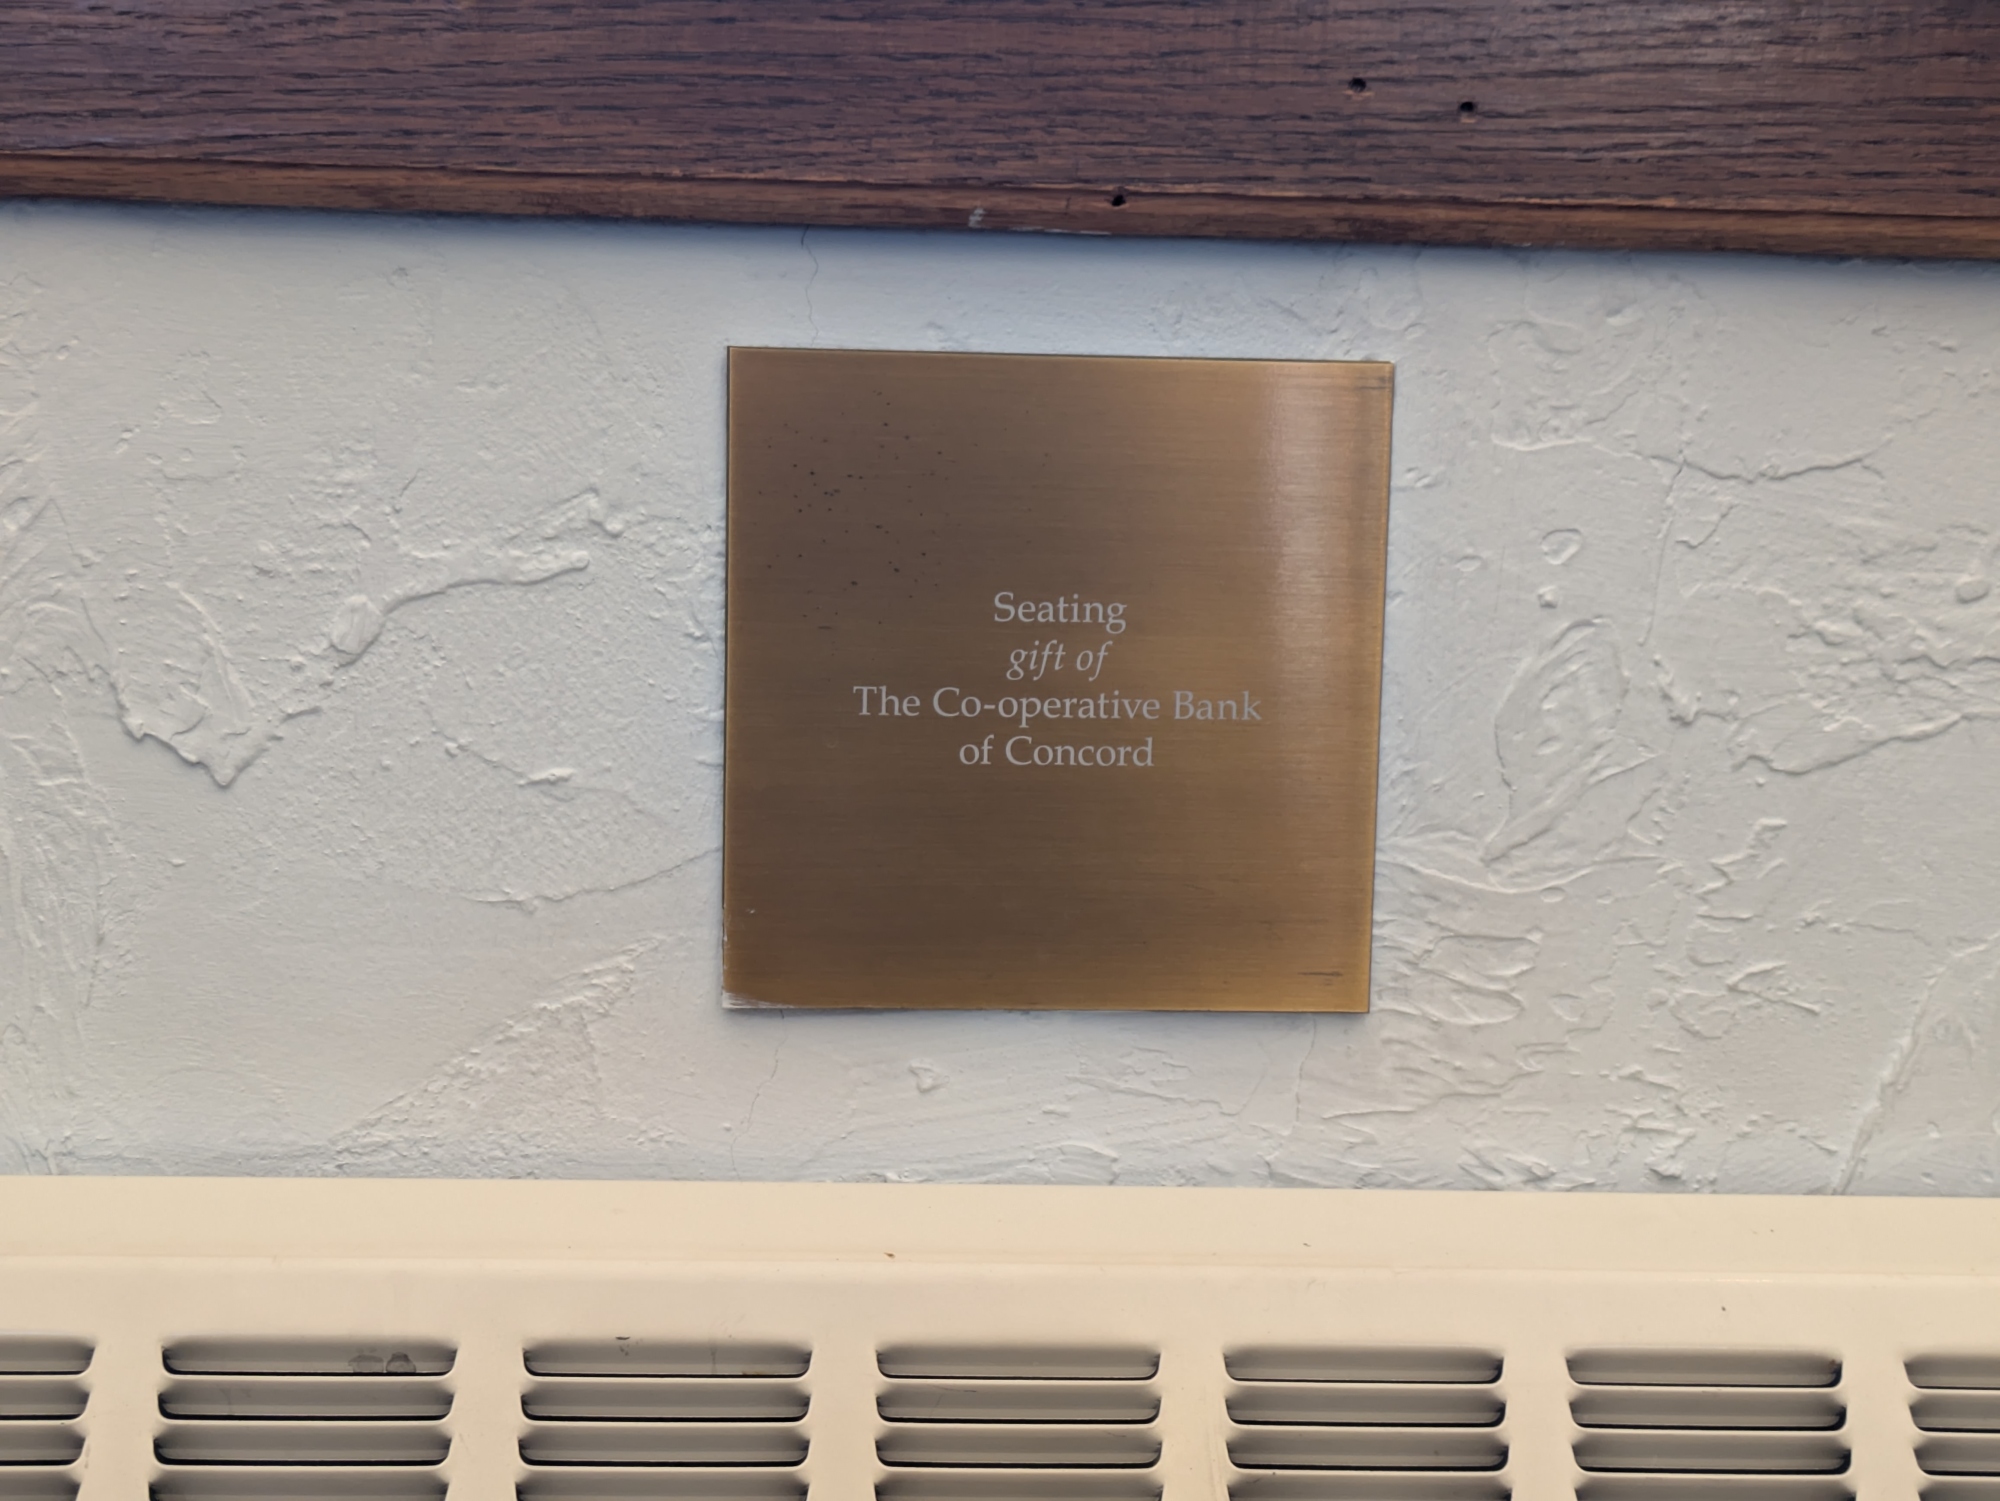 Seating
gift of
The Co-operative Bank
of Concord